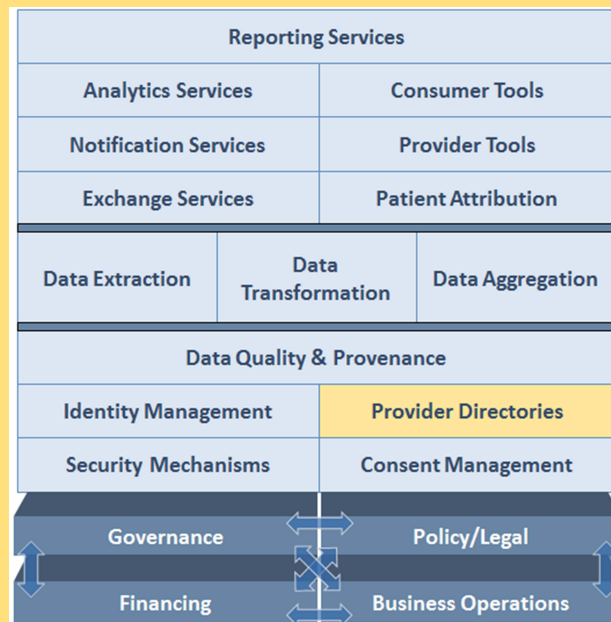 Reporting Services
Analytics Services
Consumer Tools
Notification Services
Provider Tools
Exchange Services
Patient Attribution
Data Extraction
Data
Transformation
Data Aggregation
Data Quality & Provenance
Identity Management
Provider Directories
Security Mechanisms
Consent Management
Governance
Policy/Legal
Financing
Business Operations